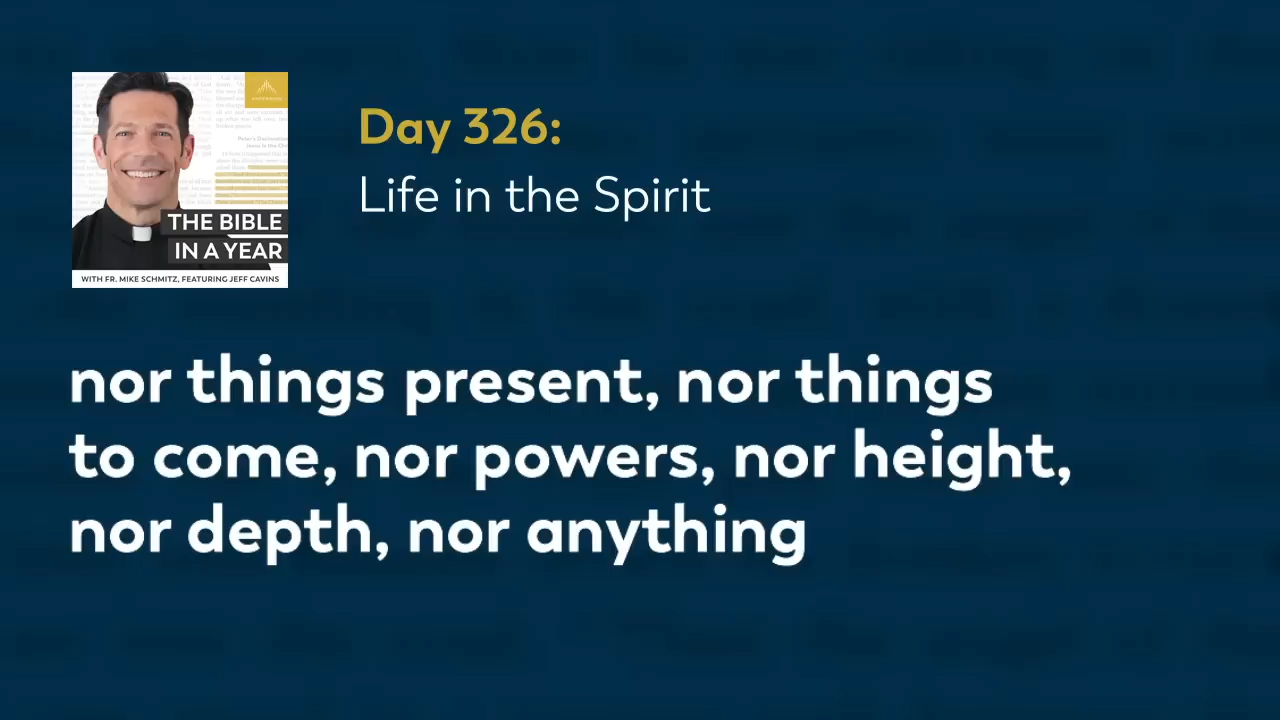 Day 326:
Life in the Spirit
THE BIBLE
IN A YEAR
WITH FR. MIKE SCHMITZ, FEATURING JEFF CAVINS
nor things present, nor things
to come, nor powers, nor height,
nor depth, nor anything